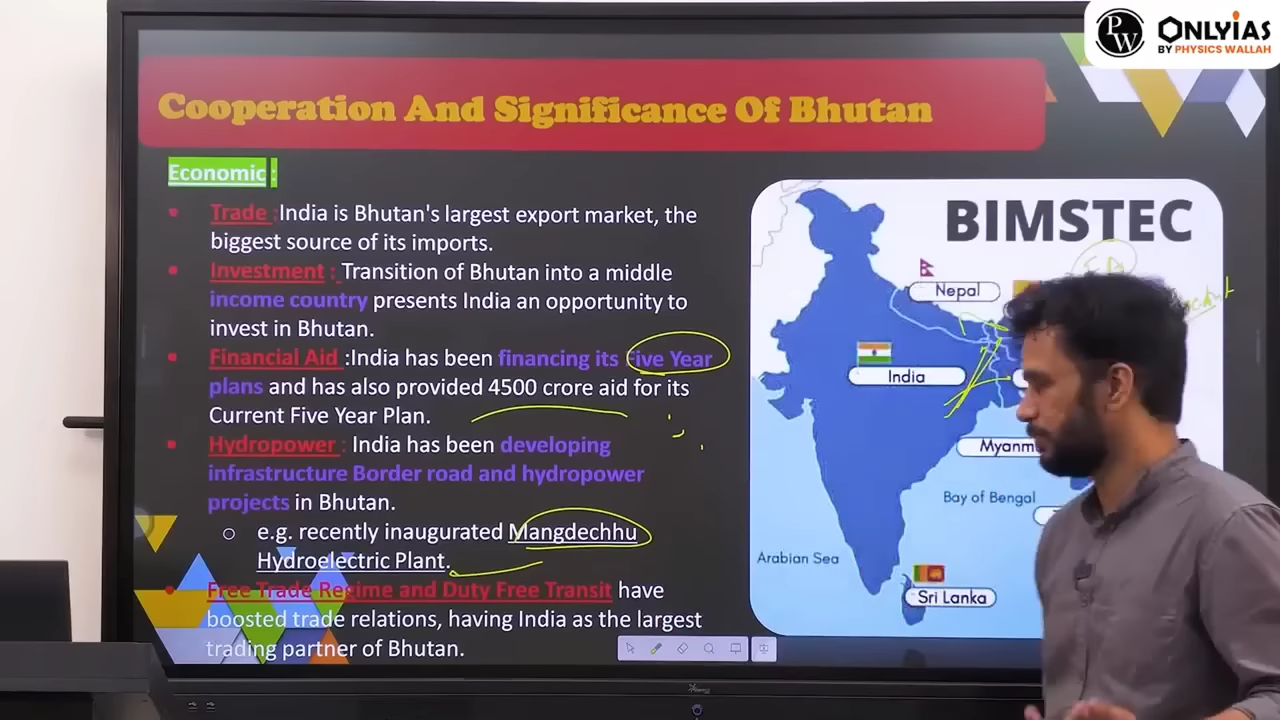 PW
ONLYIAS
BY PHYSICS WALLAH
Cooperation And Significance Of Bhutan
Economic :
• Trade :India is Bhutan's largest export market, the
biggest source of its imports.
• Investment : Transition of Bhutan into a middle
income country presents India an opportunity to
invest in Bhutan.
• Financial Aid :India has been financing its Five Year
plans and has also provided 4500 crore aid for its
Current Five Year Plan.
• Hydropower : India has been developing
infrastructure Border road and hydropower
projects in Bhutan.
o e.g. recently inaugurated Mangdechhu
Hydroelectric Plant.
• Free Trade Regime and Duty Free Transit have
boosted trade relations, having India as the largest
trading partner of Bhutan.
BIMSTEC
Nepal
India
Myanm
Bay of Bengal
Arabian Sea
Sri Lanka